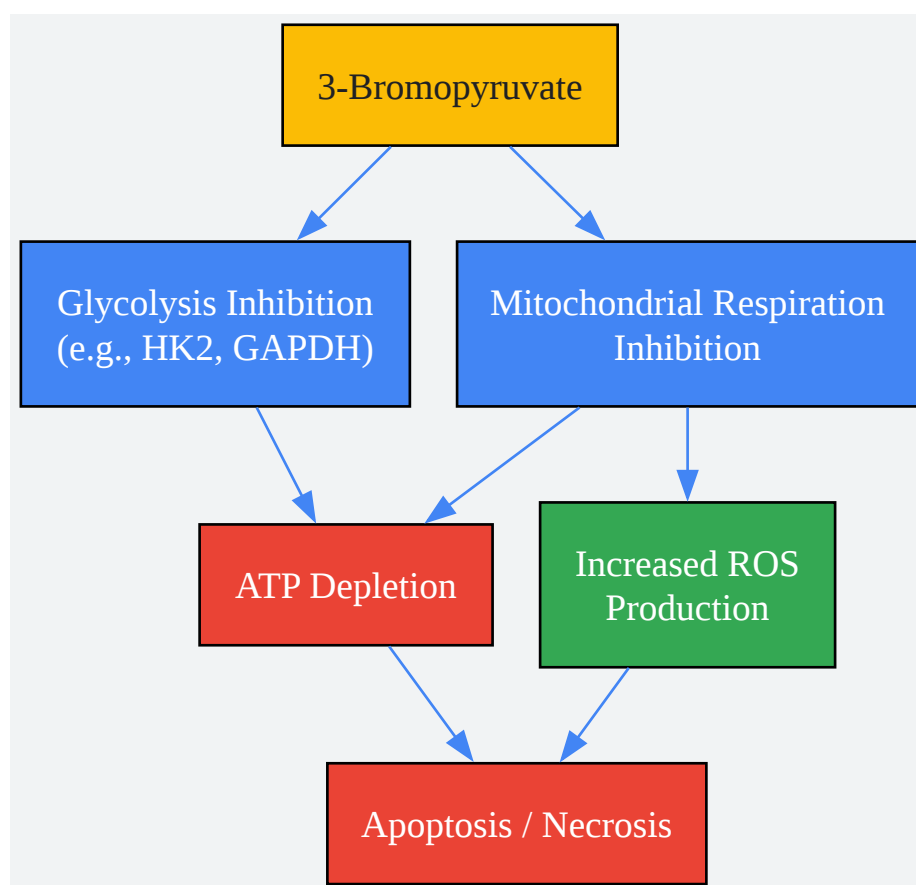 3-Bromopyruvate
Glycolysis Inhibition
(e.g., HK2, GAPDH)
Mitochondrial Respiration
Inhibition
ATP Depletion
Increased ROS
Production
Apoptosis / Necrosis